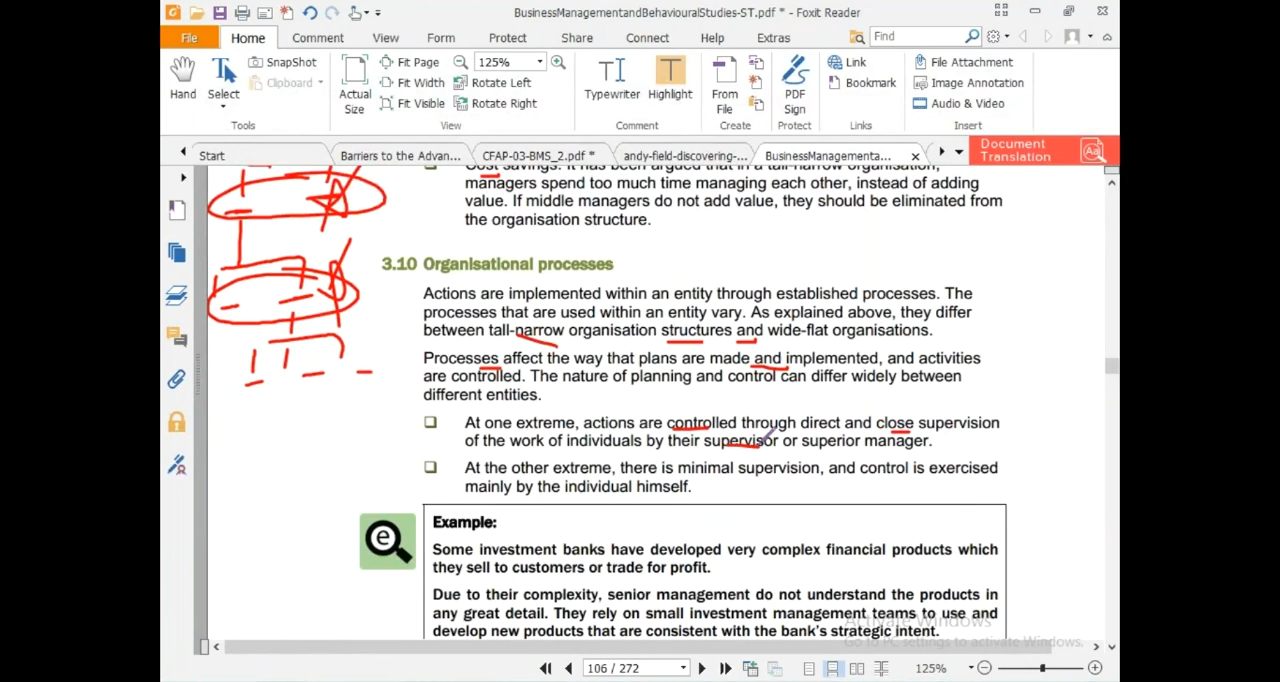 BusinessManagementandBehaviouralStudies-ST.pdf * - Foxit Reader
File Home Comment View Form Protect Share Connect Help Extras Find
SnapShot Fit Page 125% Link File Attachment
Clipboard Fit Width Rotate Left Bookmark Image Annotation
Hand Select Actual Size Fit Visible Rotate Right Typewriter Highlight From File PDF Sign Audio & Video
Tools View Comment Create Protect Links Insert
Start Barriers to the Advan... CFAP-03-BMS_2.pdf * andy-field-discovering-... BusinessManagementa... Document Translation
Cost savings. It has been argued that in a tall-narrow organisation,
managers spend too much time managing each other, instead of adding
value. If middle managers do not add value, they should be eliminated from
the organisation structure.
3.10 Organisational processes
Actions are implemented within an entity through established processes. The
processes that are used within an entity vary. As explained above, they differ
between tall-narrow organisation structures and wide-flat organisations.
Processes affect the way that plans are made and implemented, and activities
are controlled. The nature of planning and control can differ widely between
different entities.
At one extreme, actions are controlled through direct and close supervision
of the work of individuals by their supervisor or superior manager.
At the other extreme, there is minimal supervision, and control is exercised
mainly by the individual himself.
Example:
Some investment banks have developed very complex financial products which
they sell to customers or trade for profit.
Due to their complexity, senior management do not understand the products in
any great detail. They rely on small investment management teams to use and
develop new products that are consistent with the bank's strategic intent.
Activate Windows
Go to PC settings to activate Windows.
106 / 272 125%